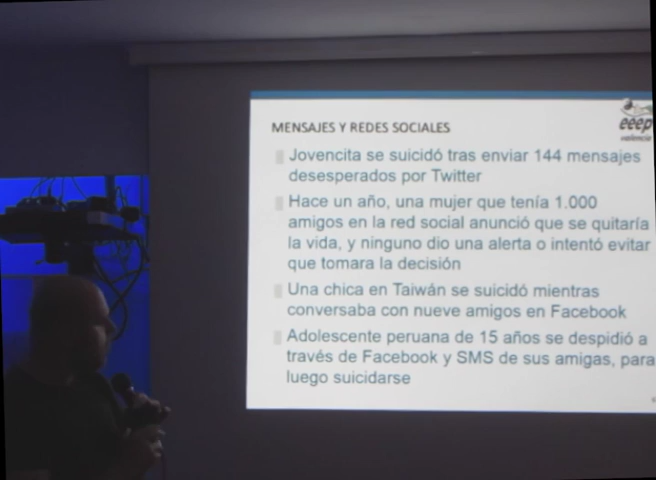 MENSAJES Y REDES SOCIALES
eeep
valencia
Jovencita se suicidó tras enviar 144 mensajes
desesperados por Twitter
Hace un año, una mujer que tenía 1.000
amigos en la red social anunció que se quitaría
la vida, y ninguno dio una alerta o intentó evitar
que tomara la decisión
Una chica en Taiwán se suicidó mientras
conversaba con nueve amigos en Facebook
Adolescente peruana de 15 años se despidió a
través de Facebook y SMS de sus amigas, para
luego suicidarse